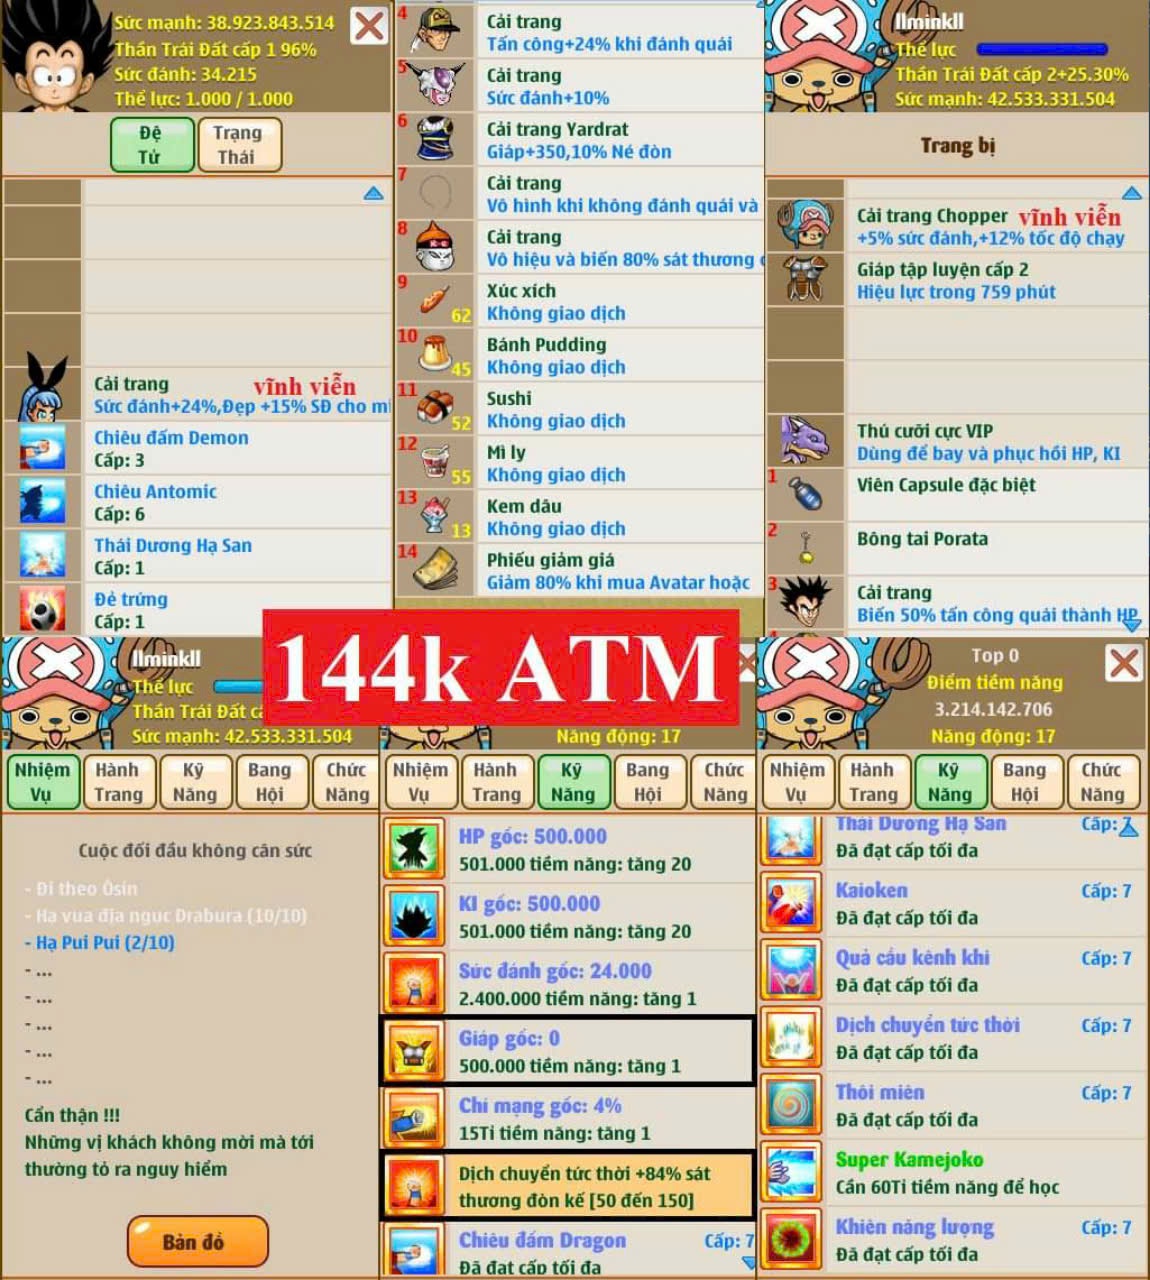 Sức mạnh: 38.923.843.514
Thần Trái Đất cấp 1 96%
Sức đánh: 34.215
Thể lực: 1.000 / 1.000
Đệ
Tử
Trạng
Thái
Cải trang vĩnh viễn
Sức đánh+24%,Đẹp +15% SĐ cho mì
Chiêu đấm Demon
Cấp: 3
Chiêu Antomic
Cấp: 6
Thái Dương Hạ San
Cấp: 1
Đẻ trứng
Cấp: 1
4
Cải trang
Tấn công+24% khi đánh quái
5
Cải trang
Sức đánh+10%
6
Cải trang Yardrat
Giáp+350,10% Né đòn
7
Cải trang
Vô hình khi không đánh quái và
8
Cải trang
Vô hiệu và biến 80% sát thương
9
Xúc xích
62
Không giao dịch
10
Bánh Pudding
45
Không giao dịch
11
Sushi
52
Không giao dịch
12
Mì ly
55
Không giao dịch
13
Kem dâu
13
Không giao dịch
14
Phiếu giảm giá
Giảm 80% khi mua Avatar hoặc
llminkll
Thể lực
Thần Trái Đất cấp 2+25.30%
Sức mạnh: 42.533.331.504
Trang bị
Cải trang Chopper vĩnh viễn
+5% sức đánh,+12% tốc độ chạy
Giáp tập luyện cấp 2
Hiệu lực trong 759 phút
Thú cưỡi cực VIP
Dùng để bay và phục hồi HP, KI
1
Viên Capsule đặc biệt
2
Bông tai Porata
3
Cải trang
Biến 50% tấn công quái thành HP
144k ATM
llminkll
Thể lực
Thần Trái Đất
Sức mạnh: 42.533.331.504
Nhiệm
Vụ
Hành
Trang
Kỹ
Năng
Bang
Hội
Chức
Năng
Cuộc đối đầu không cân sức
- Đi theo Ôsin
- Hạ vua địa ngục Drabura (10/10)
- Hạ Pui Pui (2/10)
- ...
- ...
- ...
- ...
- ...
Cẩn thận !!!
Những vị khách không mời mà tới
thường tỏ ra nguy hiểm
Bản đồ
Năng động: 17
Nhiệm
Vụ
Hành
Trang
Kỹ
Năng
Bang
Hội
Chức
Năng
HP gốc: 500.000
501.000 tiềm năng: tăng 20
KI gốc: 500.000
501.000 tiềm năng: tăng 20
Sức đánh gốc: 24.000
2.400.000 tiềm năng: tăng 1
Giáp gốc: 0
500.000 tiềm năng: tăng 1
Chí mạng gốc: 4%
15Tỉ tiềm năng: tăng 1
Dịch chuyển tức thời +84% sát
thương đòn kế [50 đến 150]
Chiêu đấm Dragon Cấp: 7
Đã đạt cấp tối đa
Top 0
Điểm tiềm năng
3.214.142.706
Năng động: 17
Nhiệm
Vụ
Hành
Trang
Kỹ
Năng
Bang
Hội
Chức
Năng
Thái Dương Hạ San Cấp: 7
Đã đạt cấp tối đa
Kaioken Cấp: 7
Đã đạt cấp tối đa
Quả cầu kênh khi Cấp: 7
Đã đạt cấp tối đa
Dịch chuyển tức thời Cấp: 7
Đã đạt cấp tối đa
Thôi miên Cấp: 7
Đã đạt cấp tối đa
Super Kamejoko
Cần 60Tỉ tiềm năng để học
Khiên năng lượng Cấp: 7
Đã đạt cấp tối đa